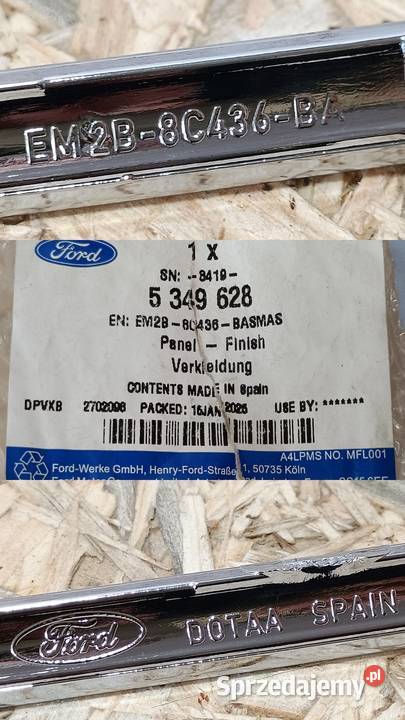 EM2B-8C436-BA
Ford
1 X
SN: -8419-
5 349 628
EN: EM2B-8C436-BASMAS
Panel - Finish
Verkleidung
CONTENTS MADE IN Spain
DPVKB 2702096 PACKED: 15JAN2025 USE BY: *******
A4LPMS NO. MFL001
Ford-Werke GmbH, Henry-Ford-Straße 1, 50735 Köln
Ford DOTAA SPAIN
Sprzedajemy.pl